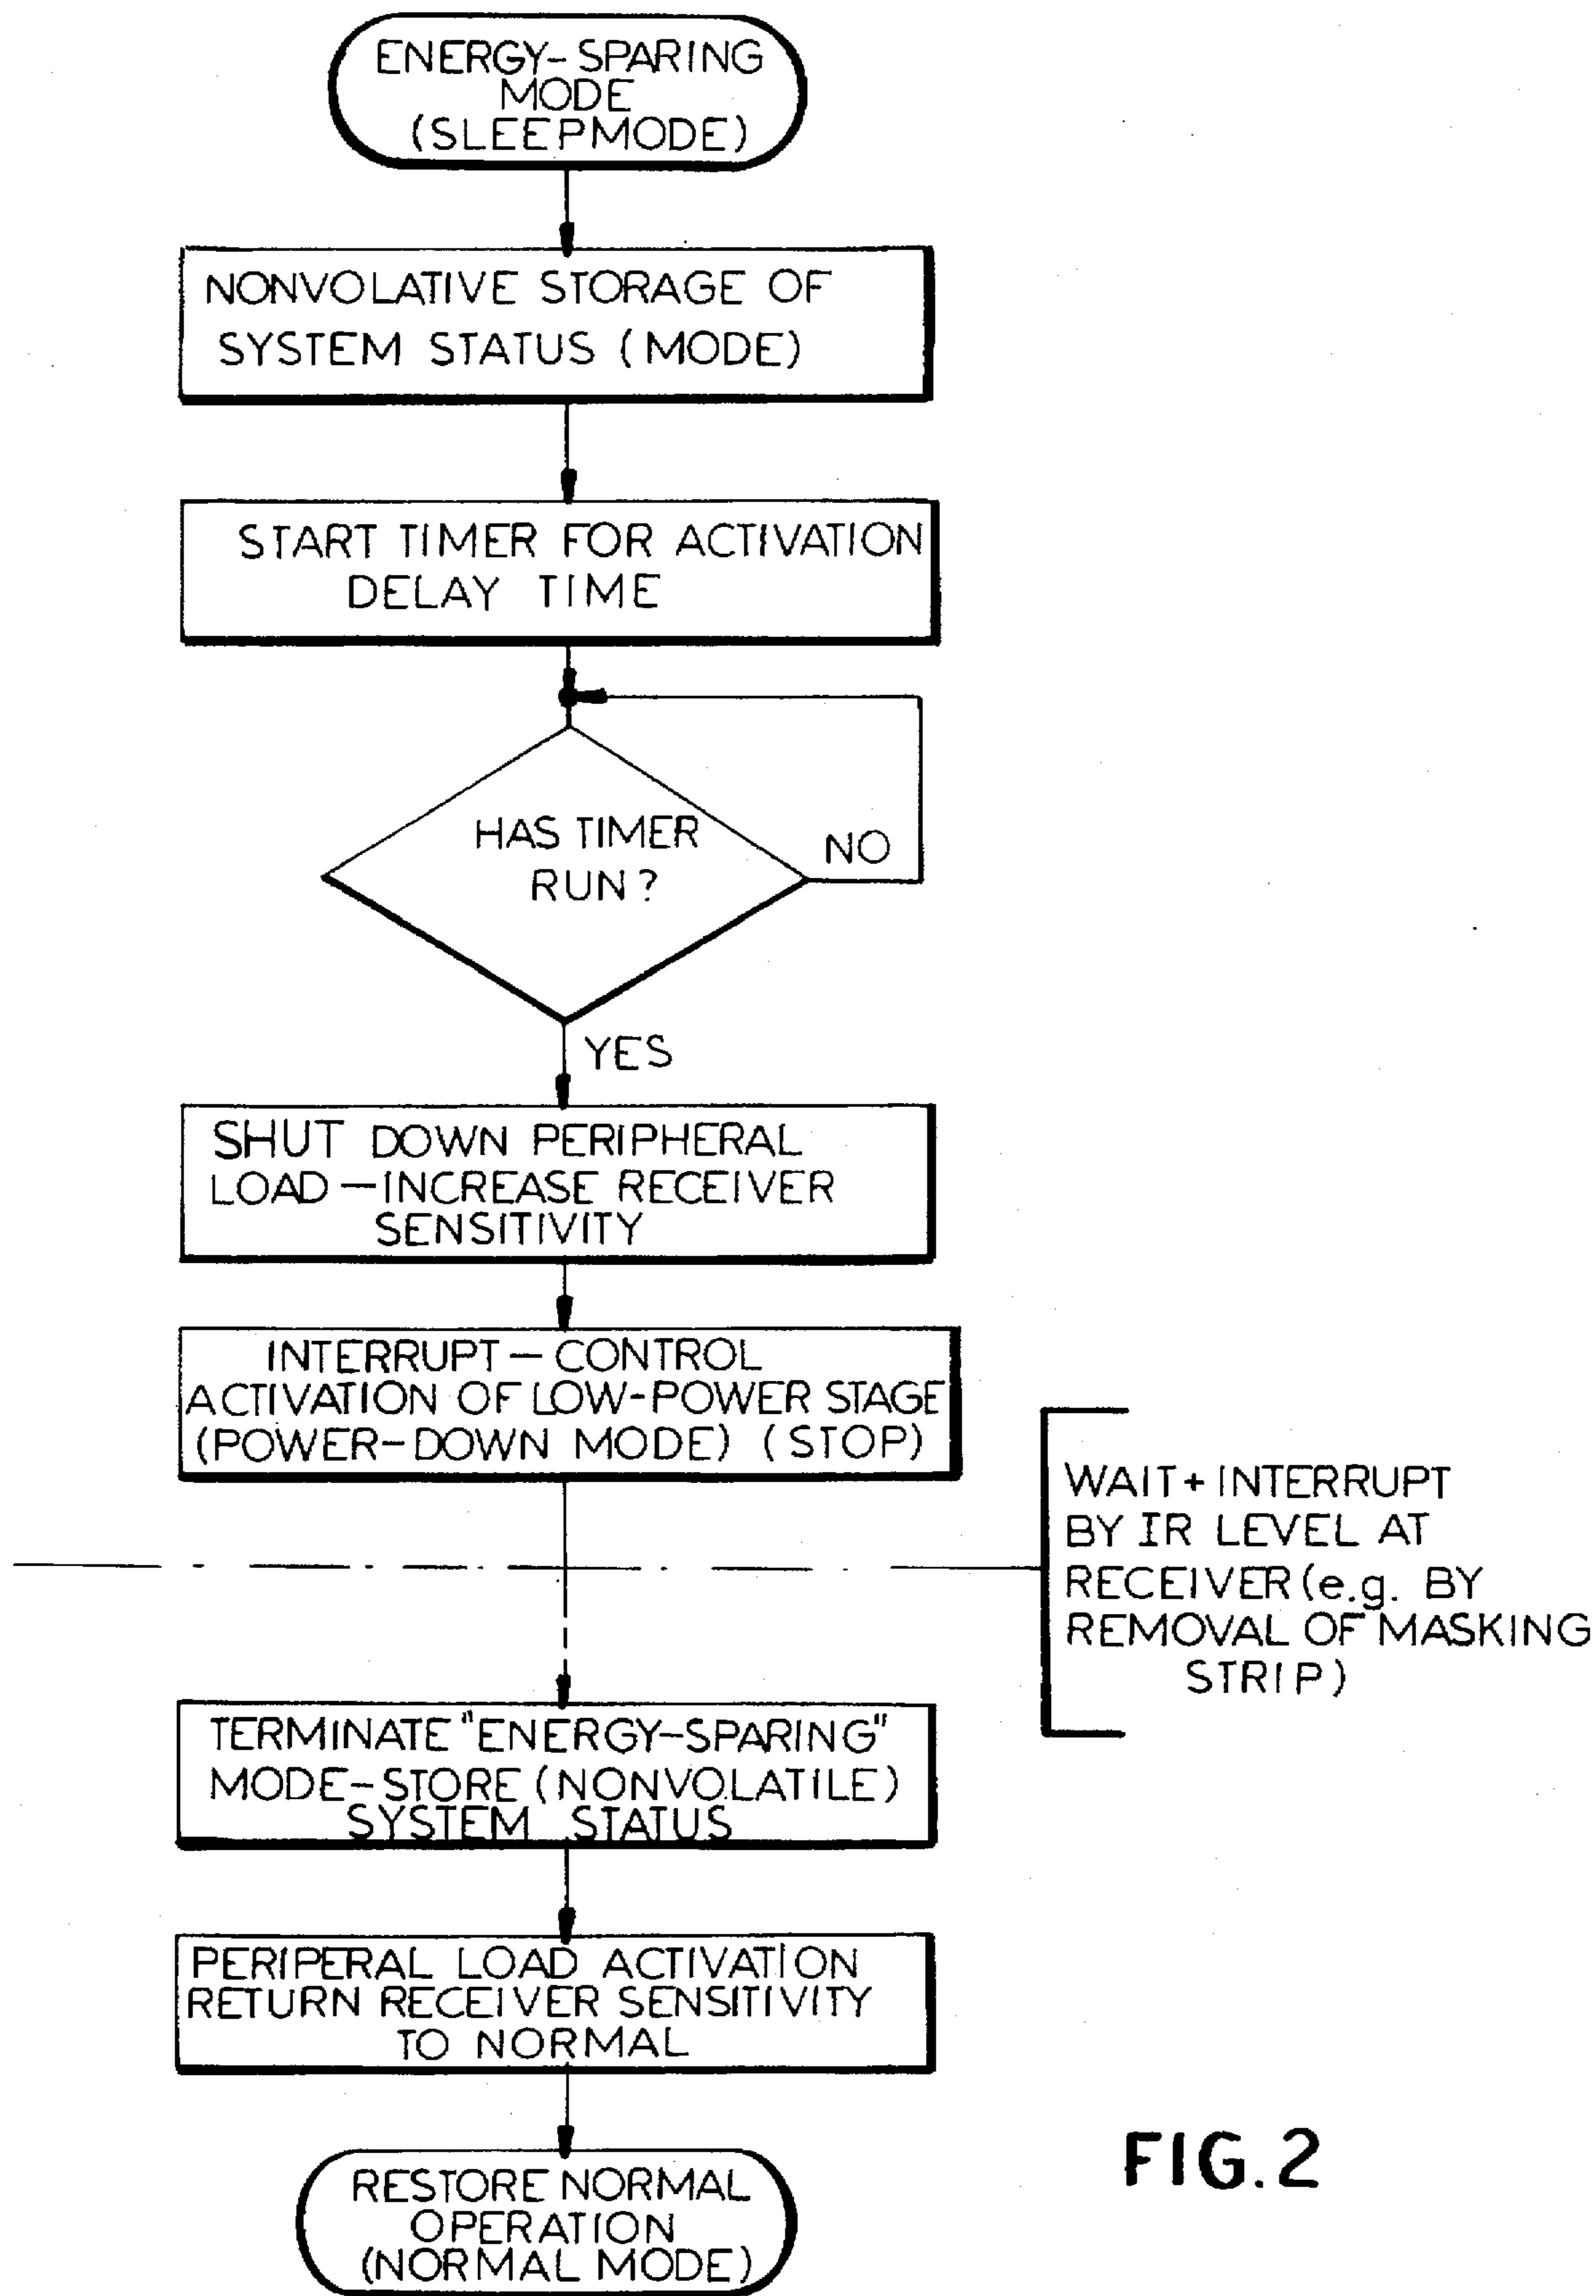 ENERGY-SPARING
MODE
(SLEEPMODE)
NONVOLATIVE STORAGE OF
SYSTEM STATUS (MODE)
START TIMER FOR ACTIVATION
DELAY TIME
HAS TIMER
RUN?
NO
YES
SHUT DOWN PERIPHERAL
LOAD—INCREASE RECEIVER
SENSITIVITY
INTERRUPT—CONTROL
ACTIVATION OF LOW-POWER STAGE
(POWER-DOWN MODE) (STOP)
WAIT+INTERRUPT
BY IR LEVEL AT
RECEIVER (e.g. BY
REMOVAL OF MASKING
STRIP)
TERMINATE "ENERGY-SPARING"
MODE-STORE (NONVOLATILE)
SYSTEM STATUS
PERIPERAL LOAD ACTIVATION
RETURN RECEIVER SENSITIVITY
TO NORMAL
RESTORE NORMAL
OPERATION
(NORMAL MODE)
FIG.2